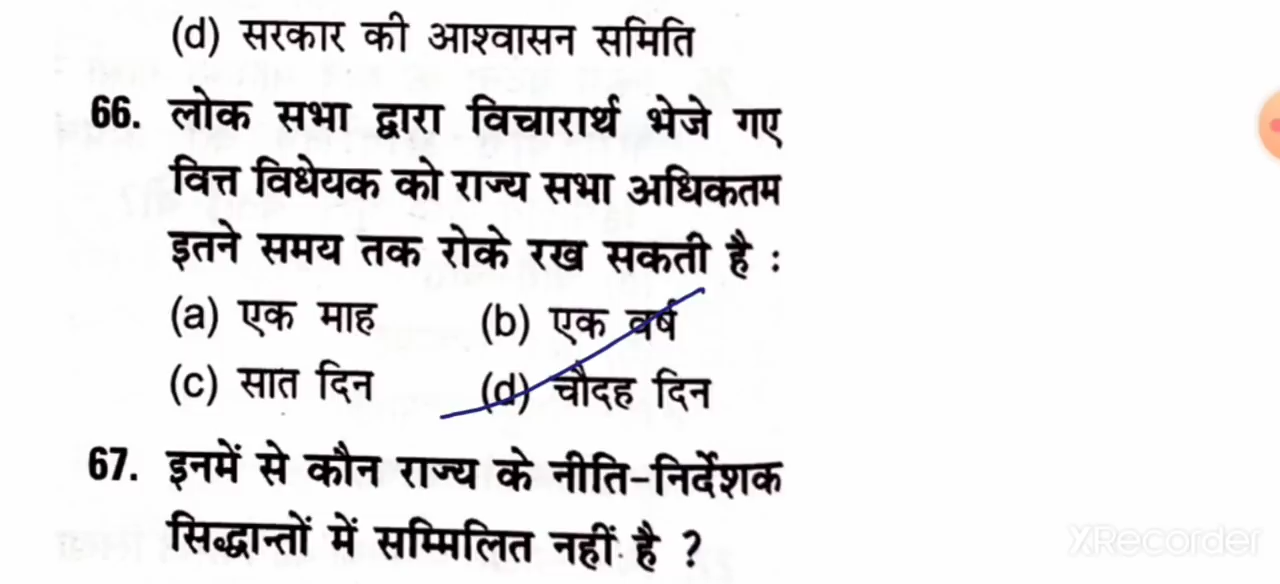 (d) सरकार की आश्वासन समिति
66. लोक सभा द्वारा विचारार्थ भेजे गए
वित्त विधेयक को राज्य सभा अधिकतम
इतने समय तक रोके रख सकती है :
(a) एक माह (b) एक वर्ष
(c) सात दिन (d) चौदह दिन
67. इनमें से कौन राज्य के नीति-निर्देशक
सिद्धान्तों में सम्मिलित नहीं है ?
XRecorder